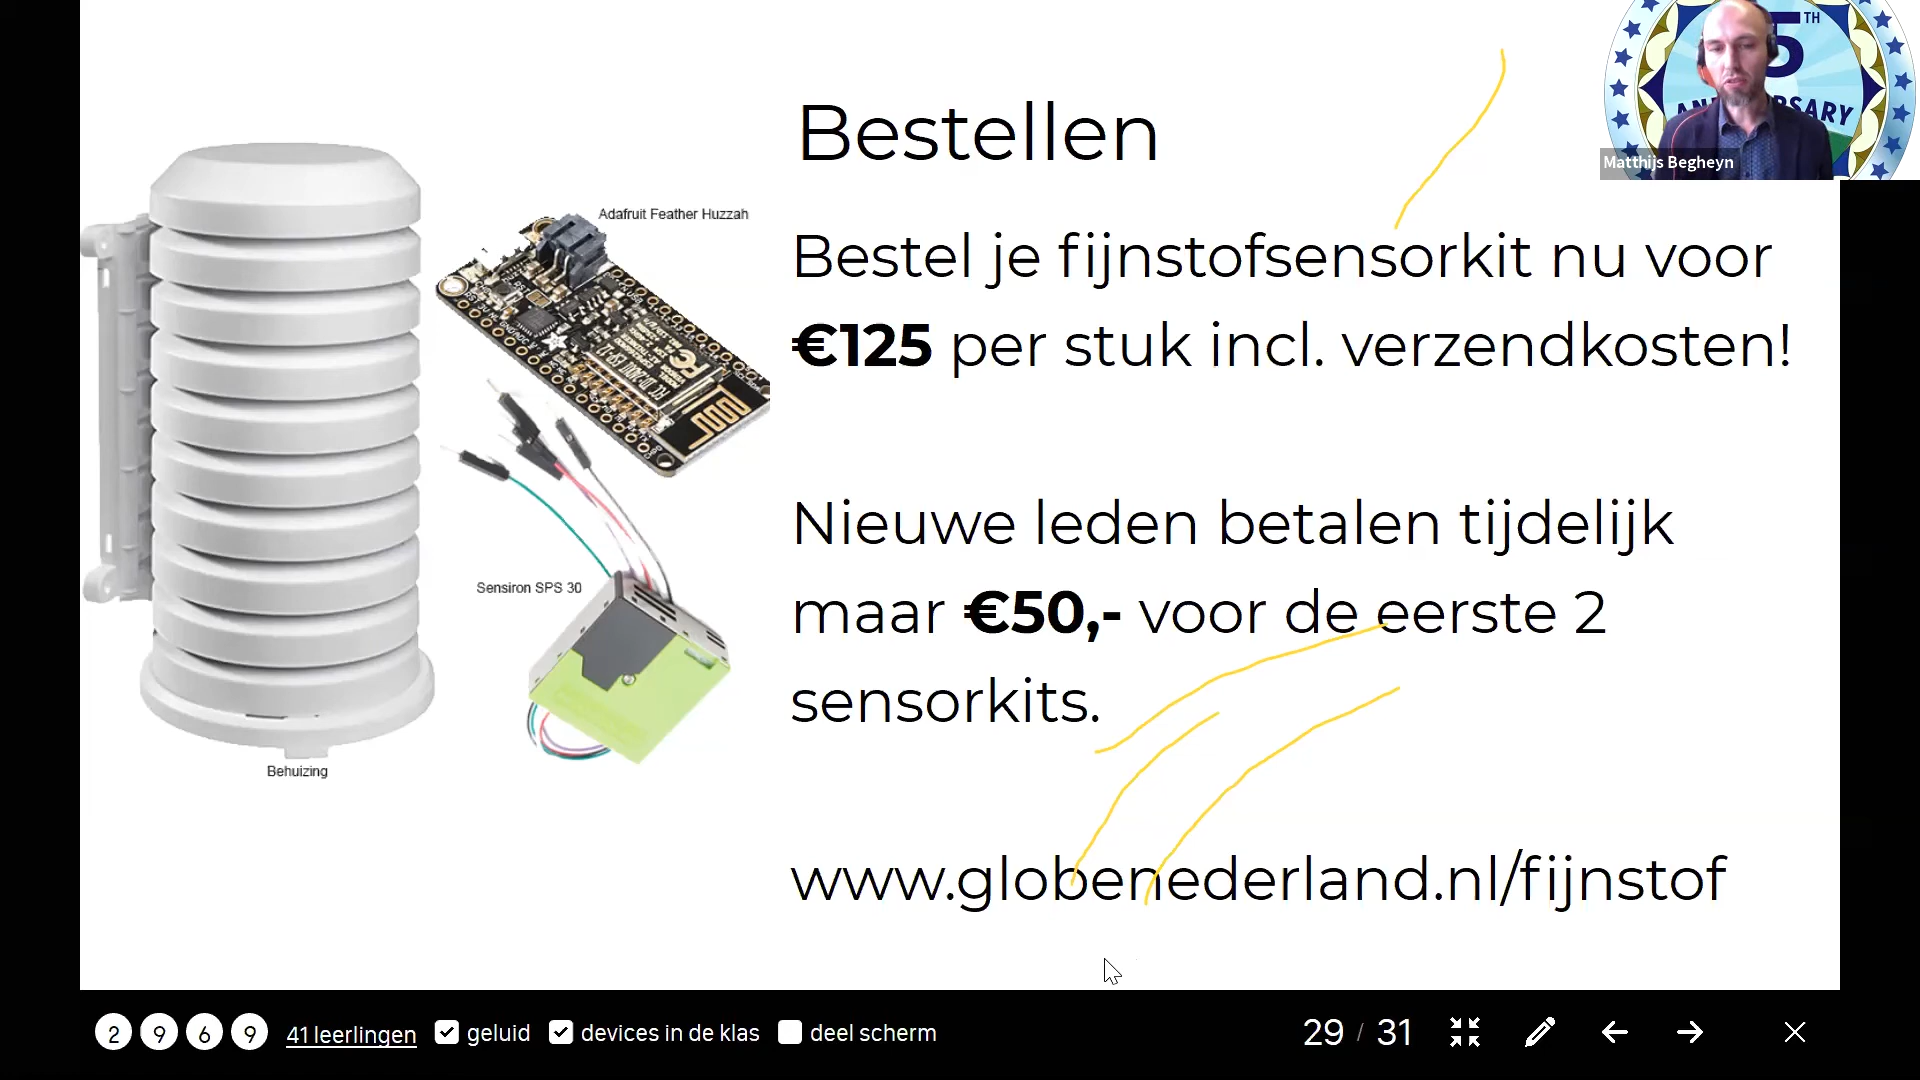 5TH
ANNIVERSARY
Matthijs Begheyn
Bestellen
Adafruit Feather Huzzah
Bestel je fijnstofsensorkit nu voor
€125 per stuk incl. verzendkosten!
Nieuwe leden betalen tijdelijk
maar €50,- voor de eerste 2
sensorkits.
Sensiron SPS 30
Behuizing
www.globenederland.nl/fijnstof
2 9 6 9 41 leerlingen geluid devices in de klas deel scherm 29 / 31